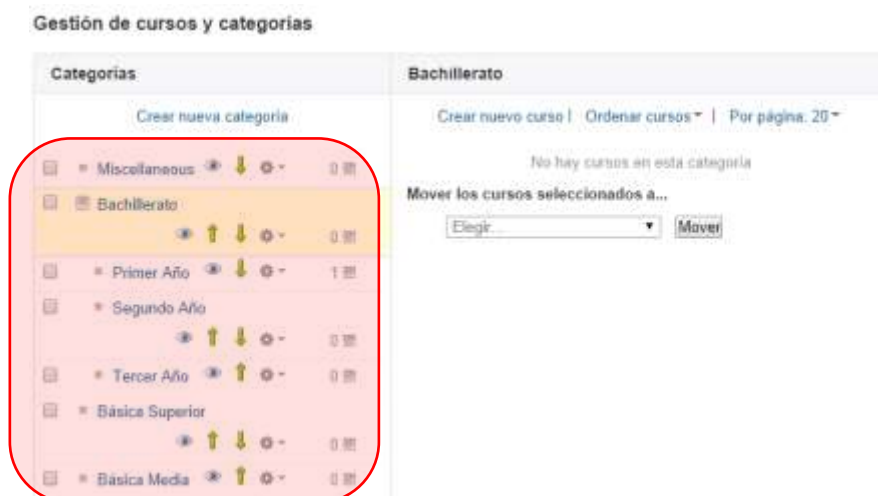 Gestión de cursos y categorías
Categorías
Bachillerato
Crear nueva categoría
Crear nuevo curso | Ordenar cursos | Por página: 20
Miscellaneous 0
No hay cursos en esta categoría
Bachillerato
Mover los cursos seleccionados a...
0
Elegir... Mover
Primer Año 1
Segundo Año
0
Tercer Año 0
Básica Superior
0
Básica Media 0